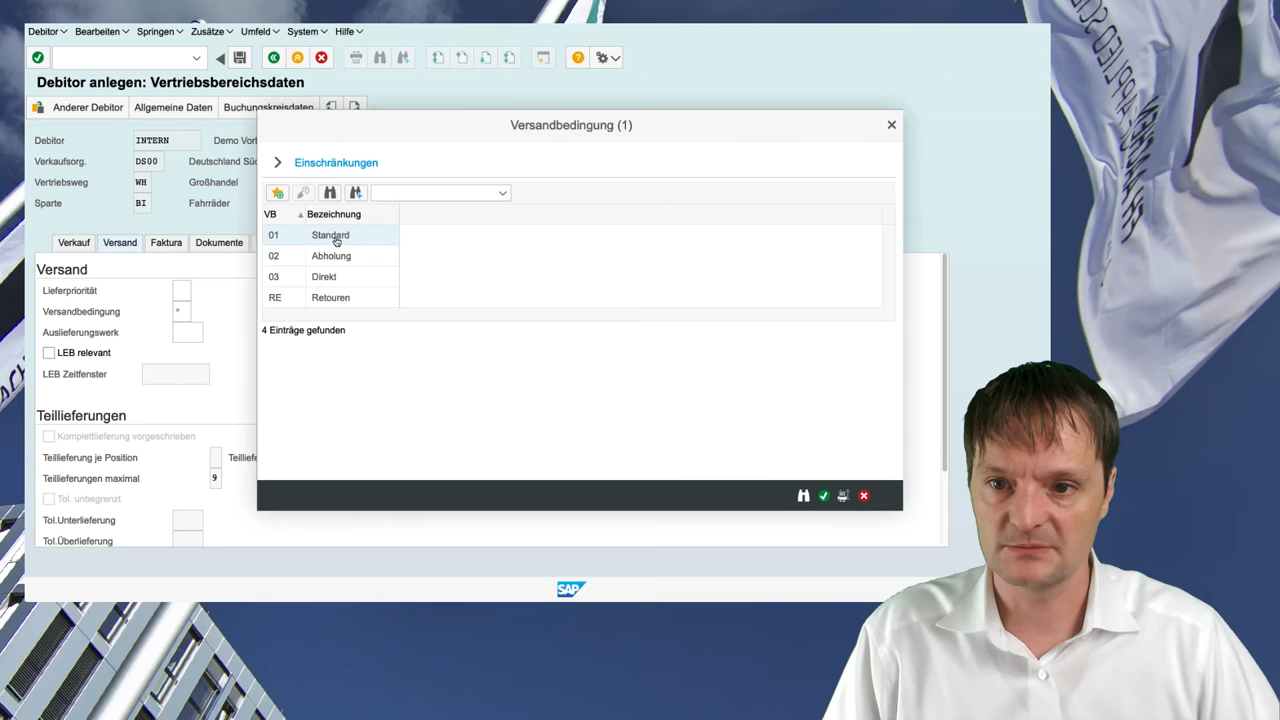 Debitor Bearbeiten Springen Zusätze Umfeld System Hilfe
Debitor anlegen: Vertriebsbereichsdaten
Anderer Debitor Allgemeine Daten Buchungskreisdaten
Versandbedingung (1)
Debitor INTERN
Verkaufsorg. DS00
Vertriebsweg WH Großhandel
Sparte BI Fahrräder
Verkauf Versand Faktura Dokumente
Versand
Lieferpriorität
Versandbedingung *
Auslieferungswerk
LEB relevant
LEB Zeitfenster
Teillieferungen
Komplettlieferung vorgeschrieben
Teillieferung je Position
Teillieferungen maximal 9
Tol. unbegrenzt
Tol.Unterlieferung
Tol.Überlieferung
Einschränkungen
VB Bezeichnung
01 Standard
02 Abholung
03 Direkt
RE Retouren
4 Einträge gefunden
SAP